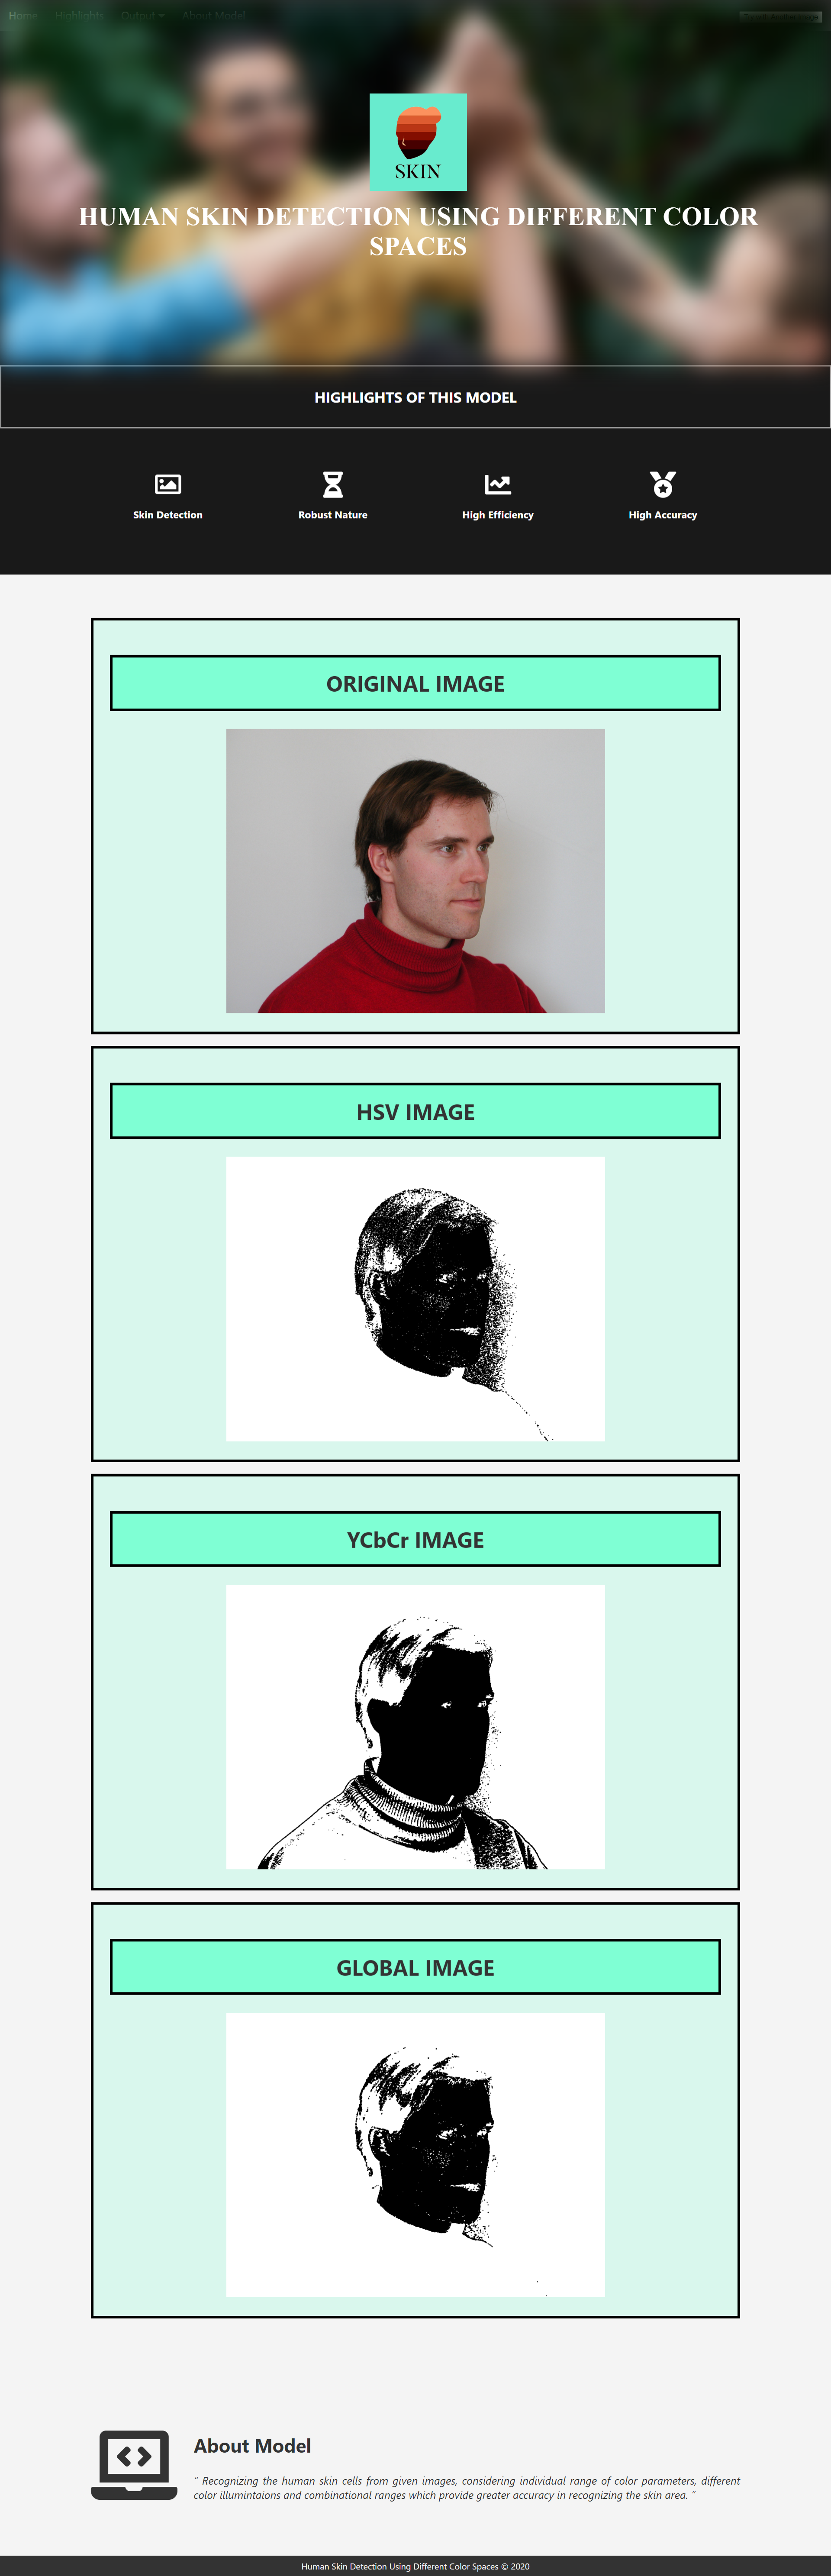 Home Highlights Output About Model
SKIN
HUMAN SKIN DETECTION USING DIFFERENT COLOR
SPACES
HIGHLIGHTS OF THIS MODEL
Skin Detection Robust Nature High Efficiency High Accuracy
ORIGINAL IMAGE
HSV IMAGE
YCbCr IMAGE
GLOBAL IMAGE
About Model
" Recognizing the human skin cells from given images, considering individual range of color parameters, different
color illumintaions and combinational ranges which provide greater accuracy in recognizing the skin area. "
Human Skin Detection Using Different Color Spaces © 2020